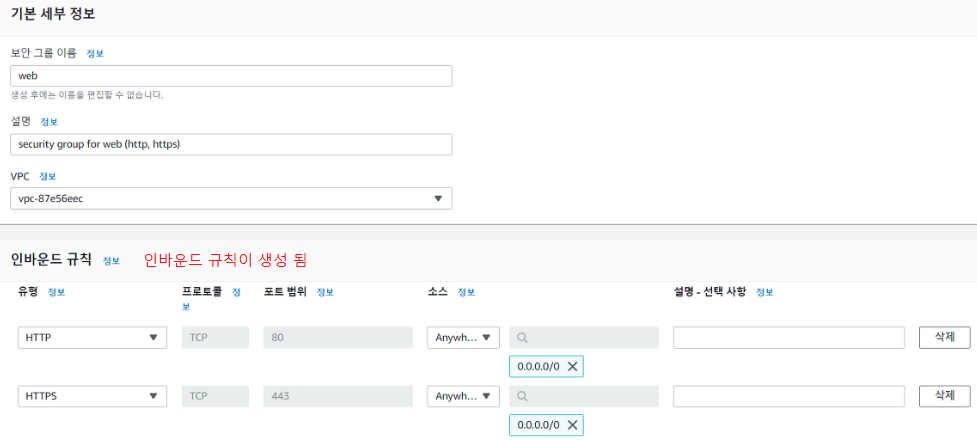 기본 세부 정보
보안 그룹 이름 정보
web
생성 후에는 이름을 편집할 수 없습니다.
설명 정보
security group for web (http, https)
VPC 정보
vpc-87e56eec
인바운드 규칙 정보 인바운드 규칙이 생성 됨
유형 정보 프로토콜 정보 포트 범위 정보 소스 정보 설명 - 선택 사항 정보
HTTP TCP 80 Anywh... 삭제
0.0.0.0/0
HTTPS TCP 443 Anywh... 삭제
0.0.0.0/0